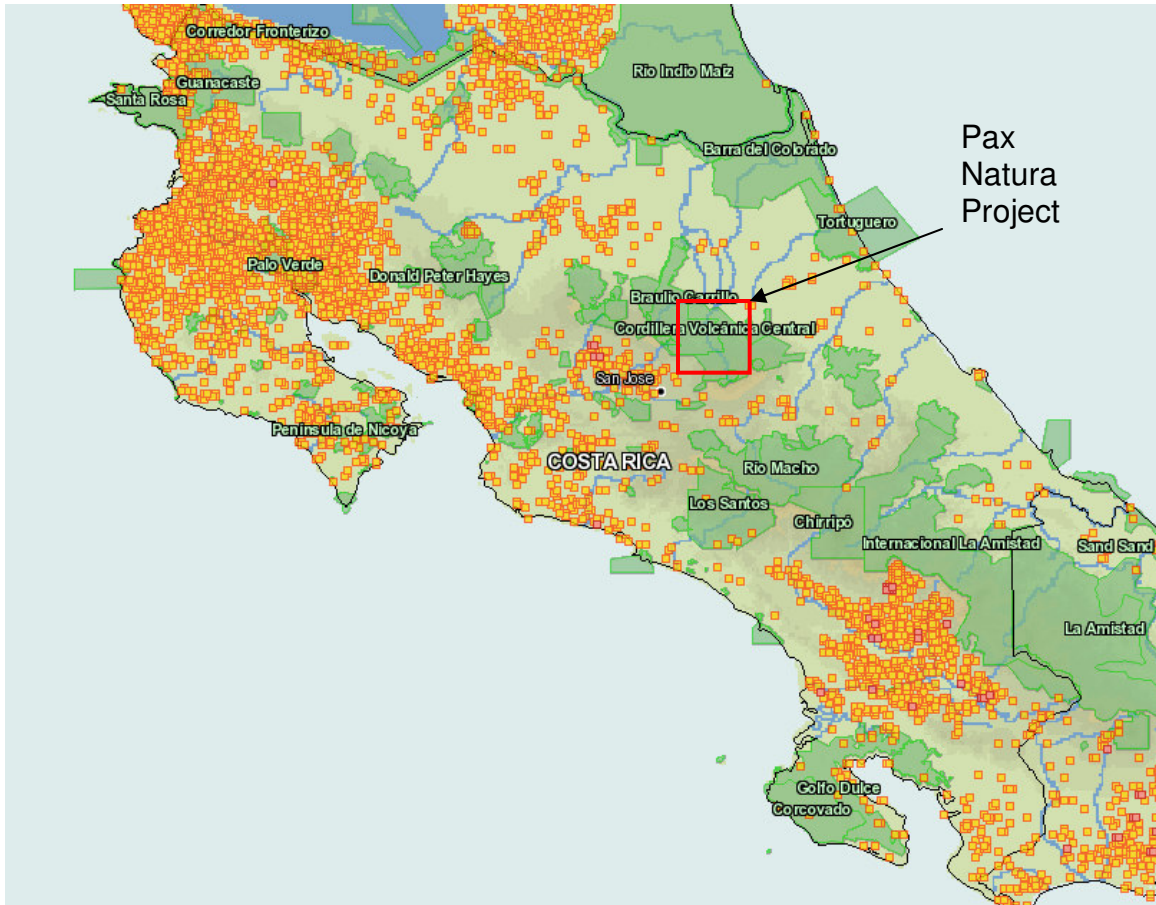 Corredor Fronterizo
Rio Indio Maiz
Guanacaste
Santa Rosa
Barra del Colorado
Pax
Natura
Project
Tortuguero
Palo Verde
Donald Peter Hayes
Braulio Carrillo
Cordillera Volcánica Central
San Jose
Península de Nicoya
COSTA RICA
Río Macho
Los Santos
Chirripó
Internacional La Amistad
Sand Sand
La Amistad
Golfo Dulce
Corcovado